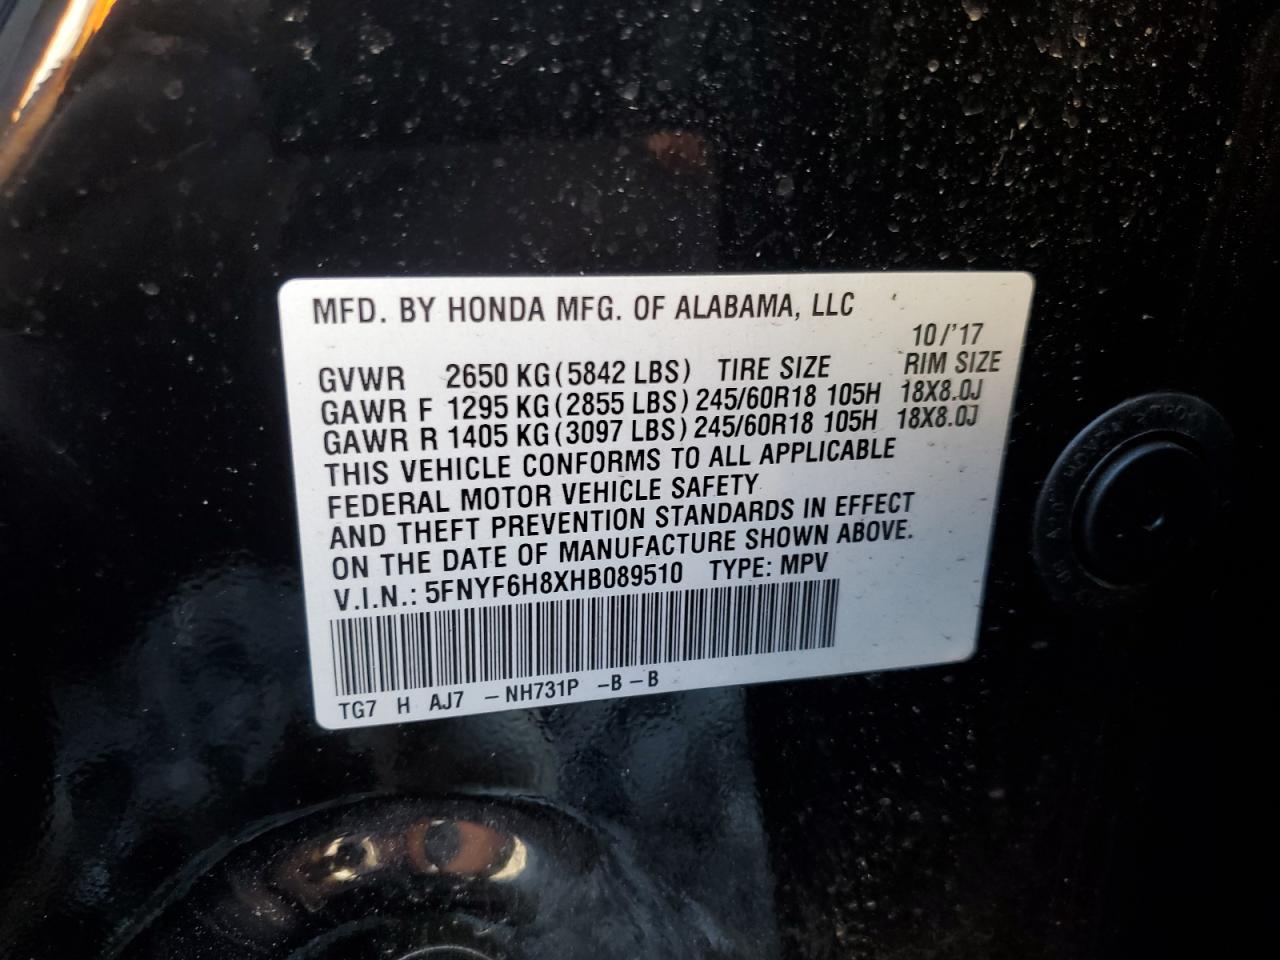 MFD. BY HONDA MFG. OF ALABAMA, LLC
10/'17
GVWR 2650 KG (5842 LBS) TIRE SIZE RIM SIZE
GAWR F 1295 KG (2855 LBS) 245/60R18 105H 18X8.0J
GAWR R 1405 KG (3097 LBS) 245/60R18 105H 18X8.0J
THIS VEHICLE CONFORMS TO ALL APPLICABLE
FEDERAL MOTOR VEHICLE SAFETY
AND THEFT PREVENTION STANDARDS IN EFFECT
ON THE DATE OF MANUFACTURE SHOWN ABOVE.
V.I.N.: 5FNYF6H8XHB089510 TYPE: MPV
TG7 H AJ7 - NH731P - B - B